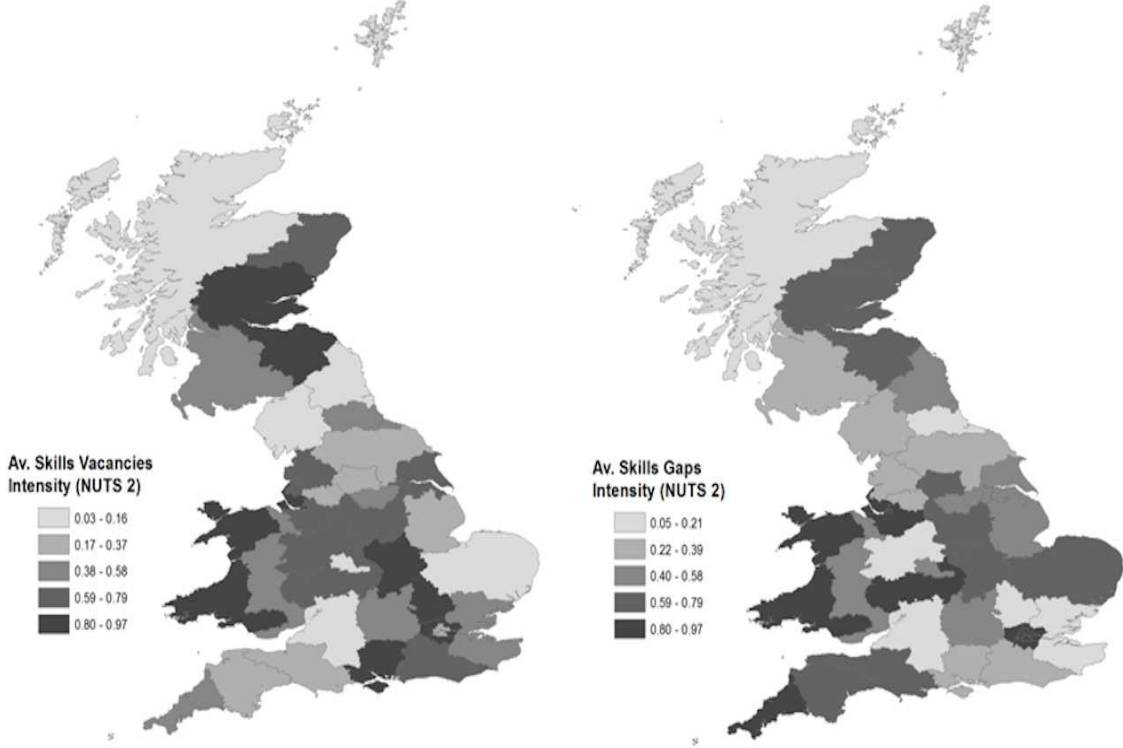 Av. Skills Vacancies
Intensity (NUTS 2)
0.03 - 0.16
0.17 - 0.37
0.38 - 0.58
0.59 - 0.79
0.80 - 0.97
Av. Skills Gaps
Intensity (NUTS 2)
0.05 - 0.21
0.22 - 0.39
0.40 - 0.58
0.59 - 0.79
0.80 - 0.97